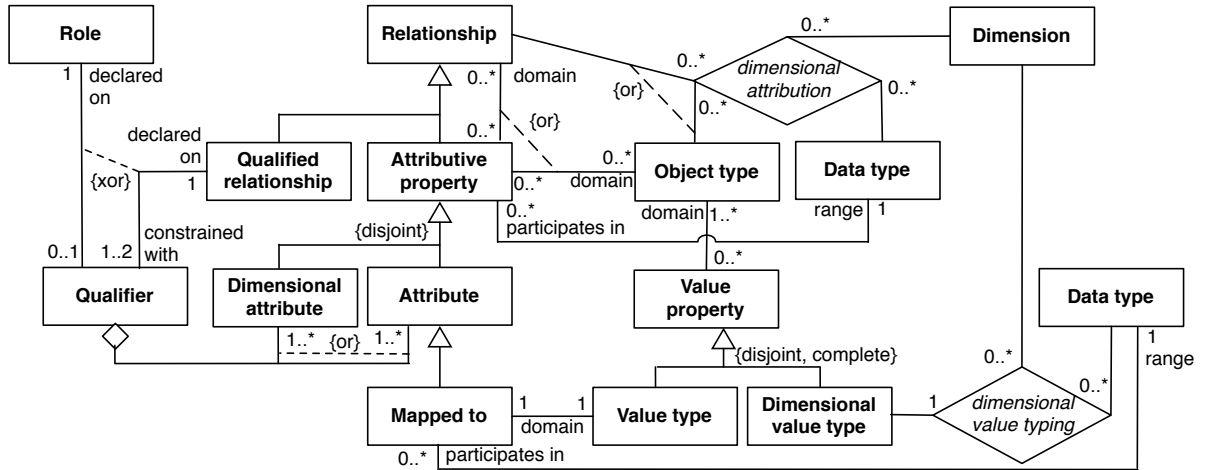 Role
Relationship
Dimension
0..*
1
declared
on
0..*
domain
0..*
dimensional
attribution
0..*
{or}
0..*
{or}
0..*
declared
on
1
{xor}
Qualified
relationship
Attributive
property
0..*
0..*
domain
Object type
Data type
0..*
participates in
domain
1..*
range
1
0..1
1..2
constrained
with
{disjoint}
0..*
Qualifier
Dimensional
attribute
Attribute
Value
property
Data type
1..*
{or}
1..*
{disjoint, complete}
1
range
0..*
0..*
Mapped to
1
1
domain
Value type
Dimensional
value type
1
dimensional
value typing
0..*
participates in